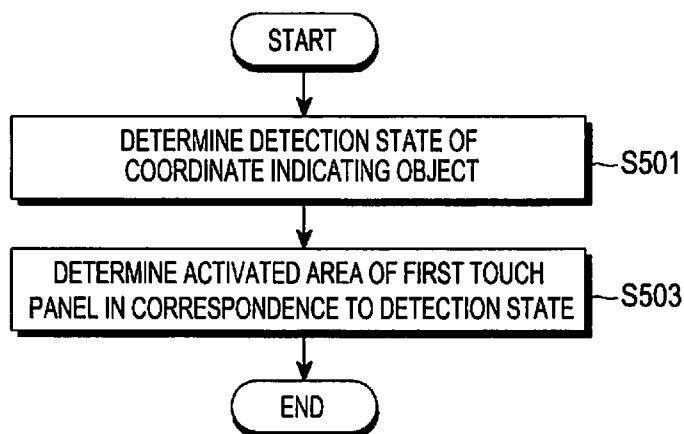 START
DETERMINE DETECTION STATE OF
COORDINATE INDICATING OBJECT
S501
DETERMINE ACTIVATED AREA OF FIRST TOUCH
PANEL IN CORRESPONDENCE TO DETECTION STATE
S503
END